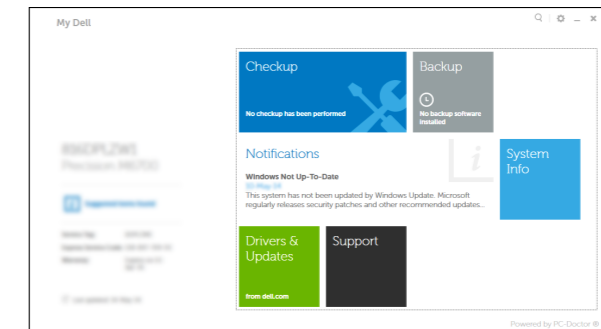 My Dell
Checkup
No checkup has been performed
Backup
No backup software
installed
Notifications
Windows Not Up-To-Date
This system has not been updated by Windows Update. Microsoft
regularly releases security patches and other recommended updates...
System
Info
Drivers &
Updates
from dell.com
Support
Powered by PC-Doctor ®